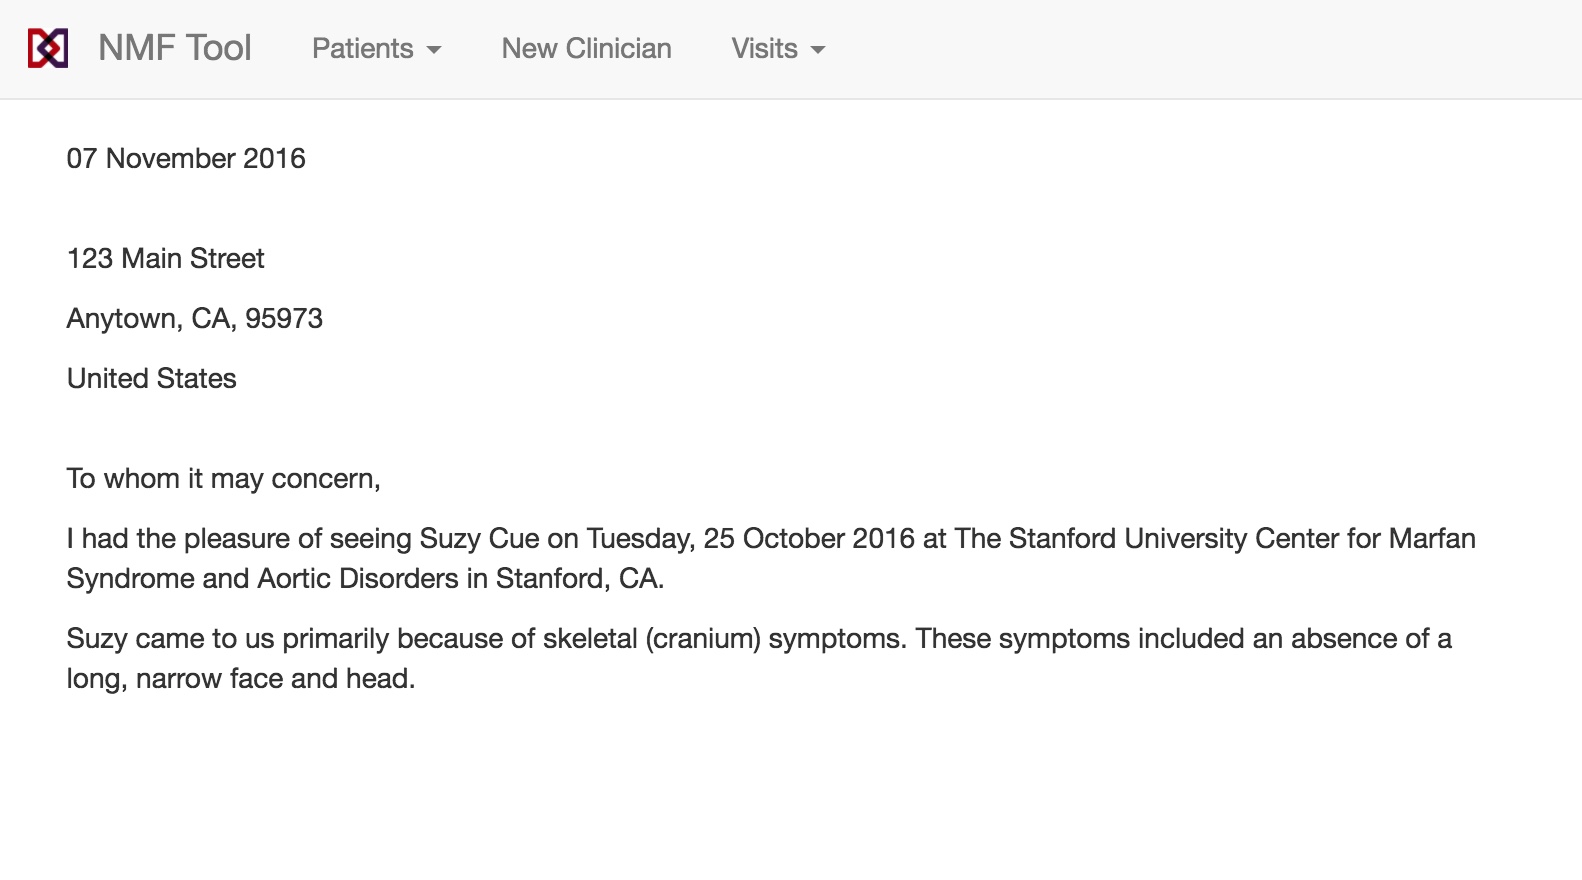 NMF Tool Patients New Clinician Visits
07 November 2016
123 Main Street
Anytown, CA, 95973
United States
To whom it may concern,
I had the pleasure of seeing Suzy Cue on Tuesday, 25 October 2016 at The Stanford University Center for Marfan
Syndrome and Aortic Disorders in Stanford, CA.
Suzy came to us primarily because of skeletal (cranium) symptoms. These symptoms included an absence of a
long, narrow face and head.